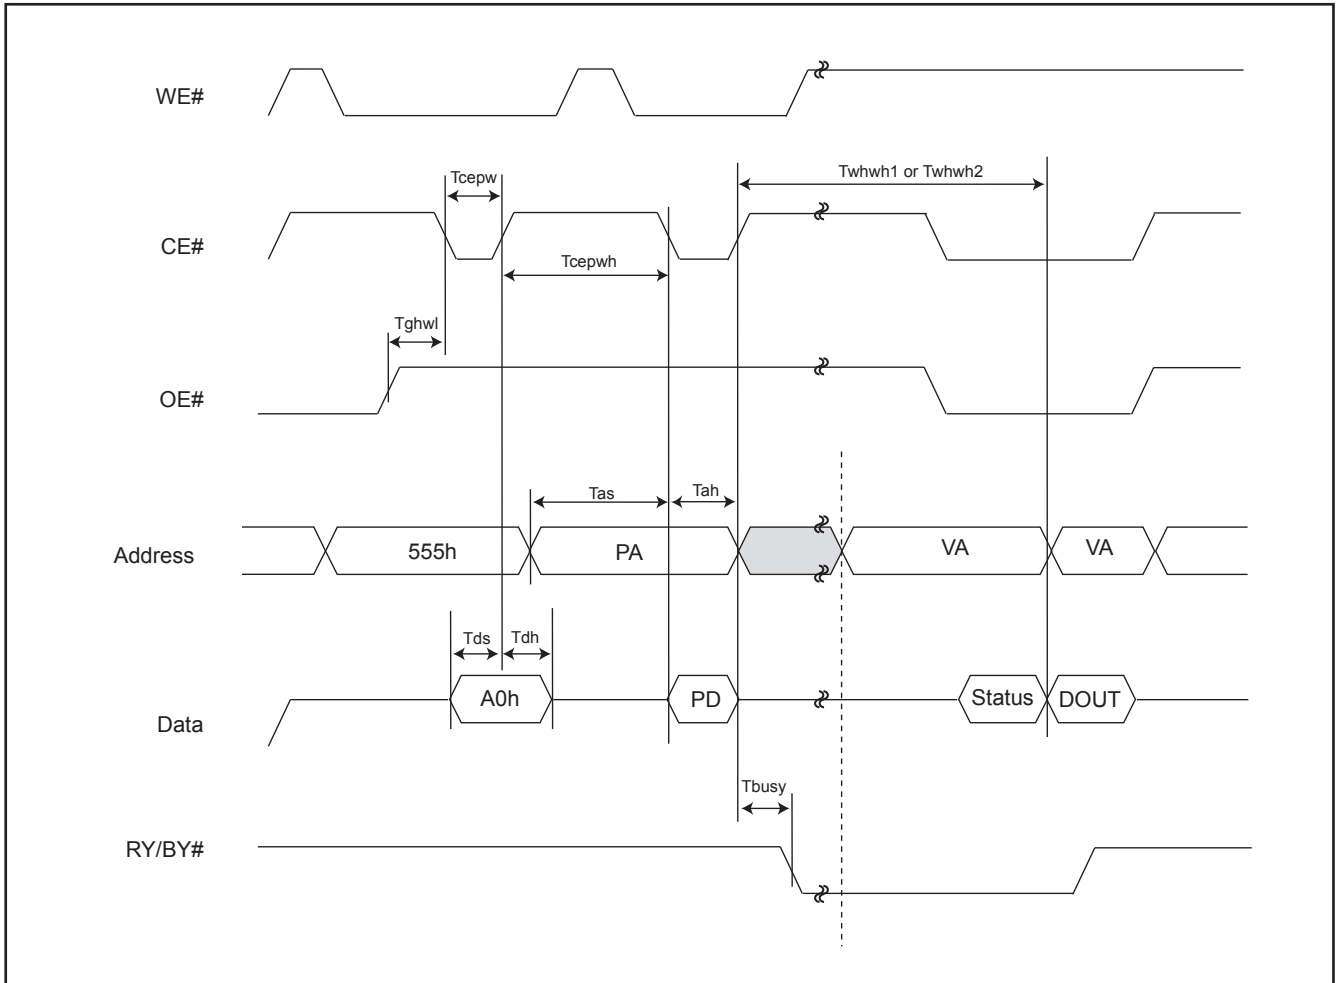 WE#
Tcepw
Twhwh1 or Twhwh2
CE#
Tcepwh
Tghwl
OE#
Tas
Tah
Address
555h
PA
VA
VA
Tds
Tdh
Data
A0h
PD
Status
DOUT
Tbusy
RY/BY#